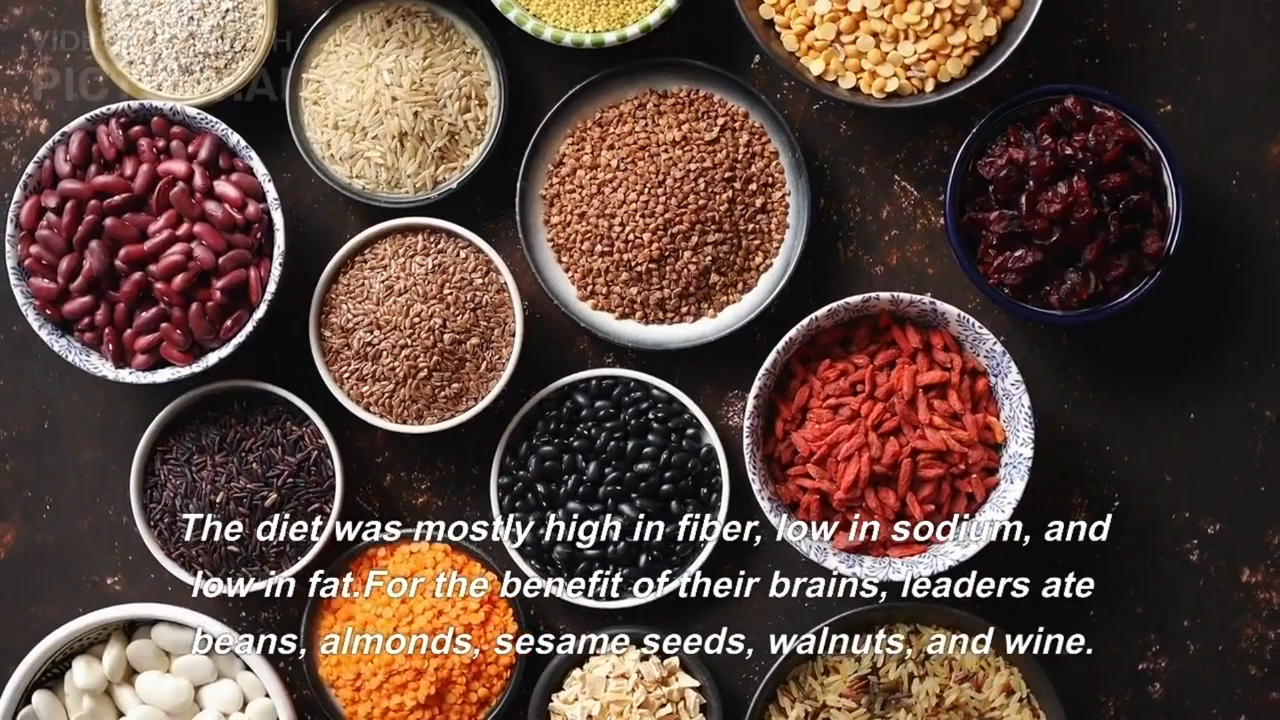 The diet was mostly high in fiber, low in sodium, and
low in fat.For the benefit of their brains, leaders ate
beans, almonds, sesame seeds, walnuts, and wine.